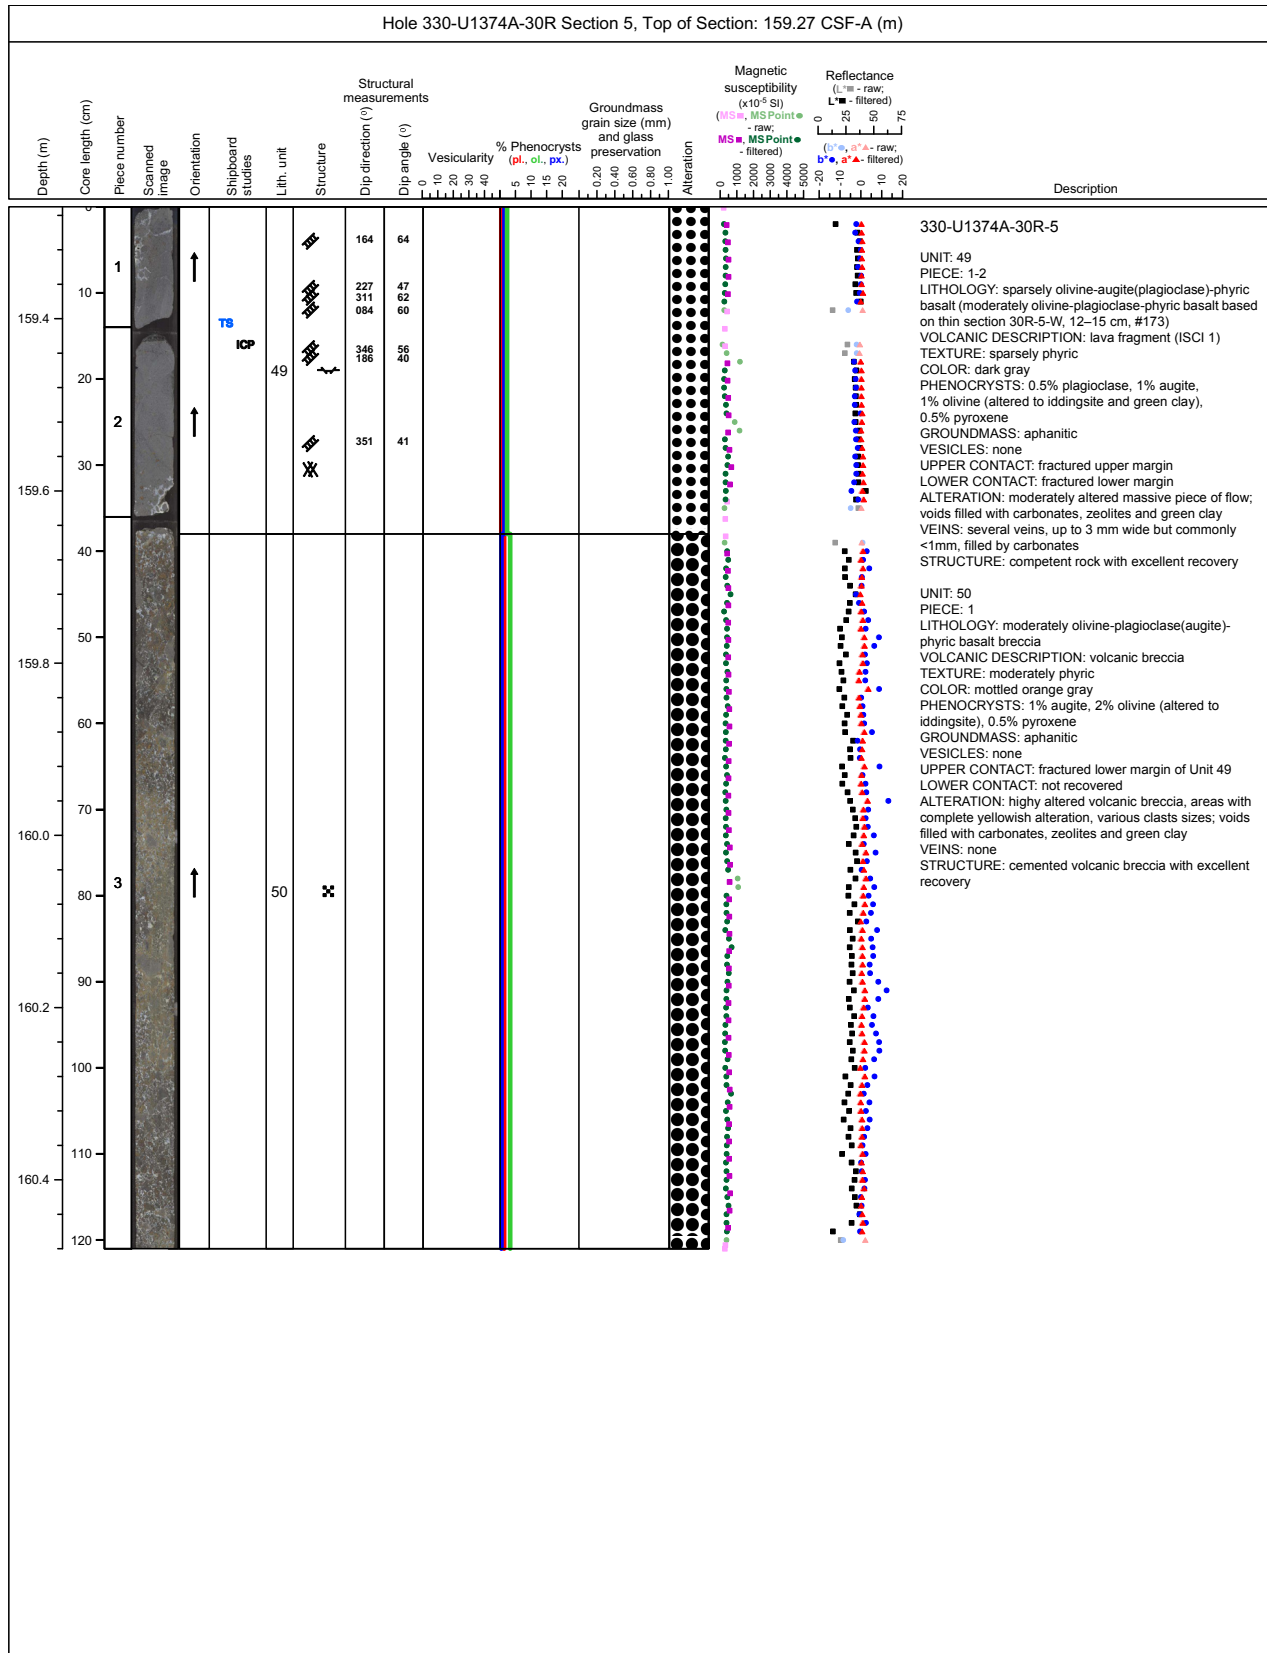 Hole 330-U1374A-30R Section 5, Top of Section: 159.27 CSF-A (m)
Depth (m)
Core length (cm)
Piece number
Scanned
image
Orientation
Shipboard
studies
Lith. unit
Structure
Structural
measurements
Dip direction (º)
Dip angle (º)
Vesicularity
0 10 20 30 40
% Phenocrysts
(pl., ol., px.)
5 10 15 20
Groundmass
grain size (mm)
and glass
preservation
0.20 0.40 0.60 0.80 1.00
Alteration
Magnetic
susceptibility
(x10⁻⁵ SI)
(MS■, MSPoint●
- raw;
MS■, MSPoint●
- filtered)
0 1000 2000 3000 4000 5000
Reflectance
(L*■ - raw;
L*■ - filtered)
0 25 50 75
(b*●, a*▲- raw;
b*●, a*▲- filtered)
-20 -10 0 10 20
Description
159.4
159.6
159.8
160.0
160.2
160.4
0
10
20
30
40
50
60
70
80
90
100
110
120
1
2
3
TS
ICP
49
50
164 64
227 47
311 62
084 60
346 56
186 40
351 41
330-U1374A-30R-5
UNIT: 49
PIECE: 1-2
LITHOLOGY: sparsely olivine-augite(plagioclase)-phyric
basalt (moderately olivine-plagioclase-phyric basalt based
on thin section 30R-5-W, 12–15 cm, #173)
VOLCANIC DESCRIPTION: lava fragment (ISCI 1)
TEXTURE: sparsely phyric
COLOR: dark gray
PHENOCRYSTS: 0.5% plagioclase, 1% augite,
1% olivine (altered to iddingsite and green clay),
0.5% pyroxene
GROUNDMASS: aphanitic
VESICLES: none
UPPER CONTACT: fractured upper margin
LOWER CONTACT: fractured lower margin
ALTERATION: moderately altered massive piece of flow;
voids filled with carbonates, zeolites and green clay
VEINS: several veins, up to 3 mm wide but commonly
<1mm, filled by carbonates
STRUCTURE: competent rock with excellent recovery
UNIT: 50
PIECE: 1
LITHOLOGY: moderately olivine-plagioclase(augite)-
phyric basalt breccia
VOLCANIC DESCRIPTION: volcanic breccia
TEXTURE: moderately phyric
COLOR: mottled orange gray
PHENOCRYSTS: 1% augite, 2% olivine (altered to
iddingsite), 0.5% pyroxene
GROUNDMASS: aphanitic
VESICLES: none
UPPER CONTACT: fractured lower margin of Unit 49
LOWER CONTACT: not recovered
ALTERATION: highy altered volcanic breccia, areas with
complete yellowish alteration, various clasts sizes; voids
filled with carbonates, zeolites and green clay
VEINS: none
STRUCTURE: cemented volcanic breccia with excellent
recovery